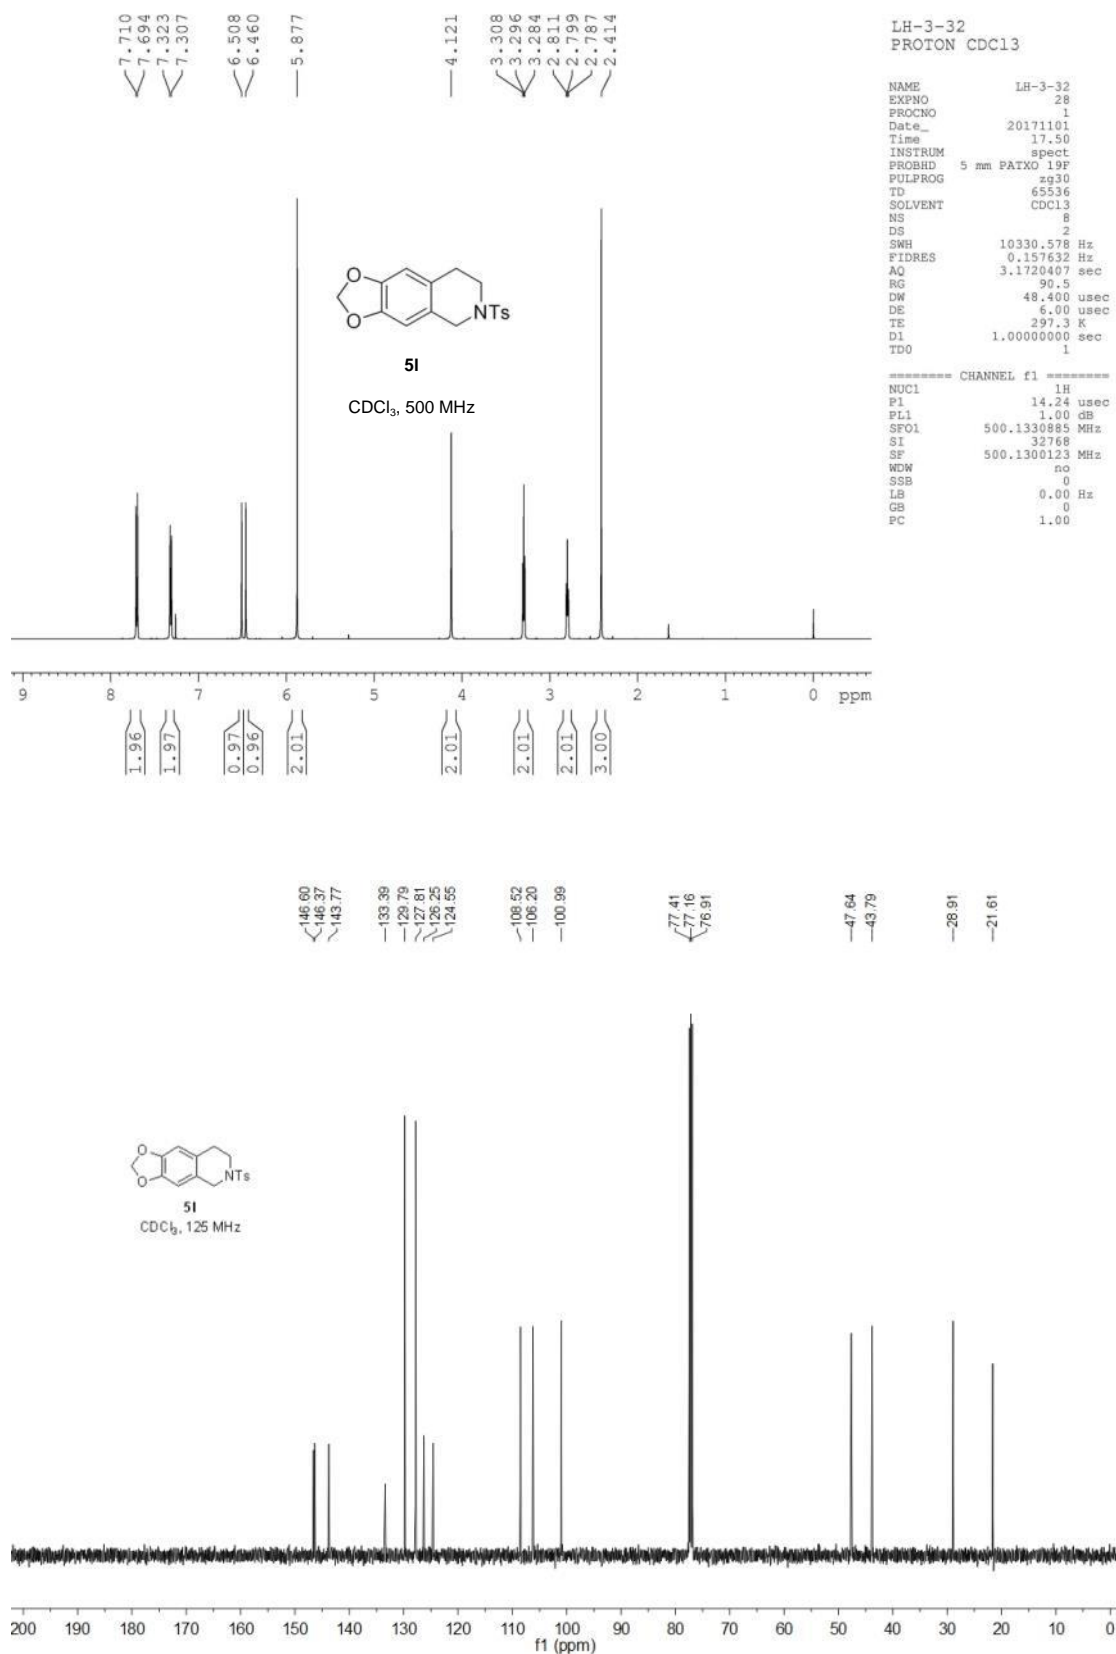 7.710
7.694
7.323
7.307
6.508
6.460
5.877
4.121
3.308
3.296
3.284
2.811
2.799
2.787
2.414
LH-3-32
PROTON CDCl3
NAME LH-3-32
EXPNO 28
PROCNO 1
Date_ 20171101
Time 17.50
INSTRUM spect
PROBHD 5 mm PATXO 19F
PULPROG zg30
TD 65536
SOLVENT CDCl3
NS 8
DS 2
SWH 10330.578 Hz
FIDRES 0.157632 Hz
AQ 3.1720407 sec
RG 90.5
DW 48.400 usec
DE 6.00 usec
TE 297.3 K
D1 1.00000000 sec
TD0 1
======== CHANNEL f1 ========
NUC1 1H
P1 14.24 usec
PL1 1.00 dB
SFO1 500.1330885 MHz
SI 32768
SF 500.1300123 MHz
WDW no
SSB 0
LB 0.00 Hz
GB 0
PC 1.00
O
O
NTs
5l
CDCl₃, 500 MHz
9 8 7 6 5 4 3 2 1 0 ppm
1.96
1.97
0.97
0.96
2.01
2.01
2.01
2.01
3.00
146.60
146.37
143.77
133.39
129.79
127.81
126.25
124.55
108.52
106.20
100.99
77.41
77.16
76.91
47.64
43.79
28.91
21.61
O
O
NTs
5l
CDCl₃, 125 MHz
200 190 180 170 160 150 140 130 120 110 100 90 80 70 60 50 40 30 20 10 0
f1 (ppm)